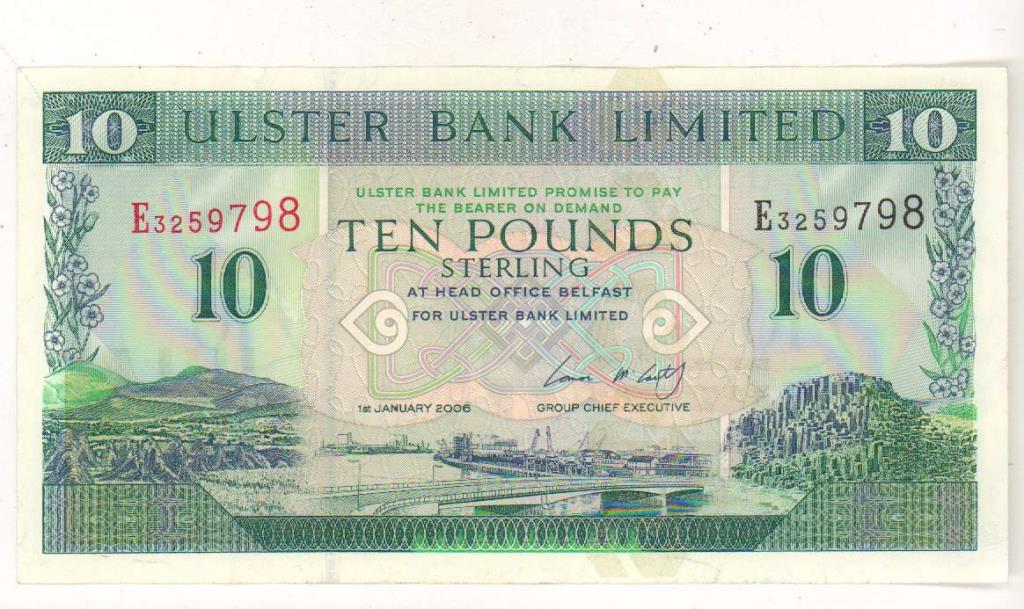 10 ULSTER BANK LIMITED 10
ULSTER BANK LIMITED PROMISE TO PAY
THE BEARER ON DEMAND
E3259798 E3259798
TEN POUNDS
STERLING
10 10
AT HEAD OFFICE BELFAST
FOR ULSTER BANK LIMITED
1st JANUARY 2006 GROUP CHIEF EXECUTIVE